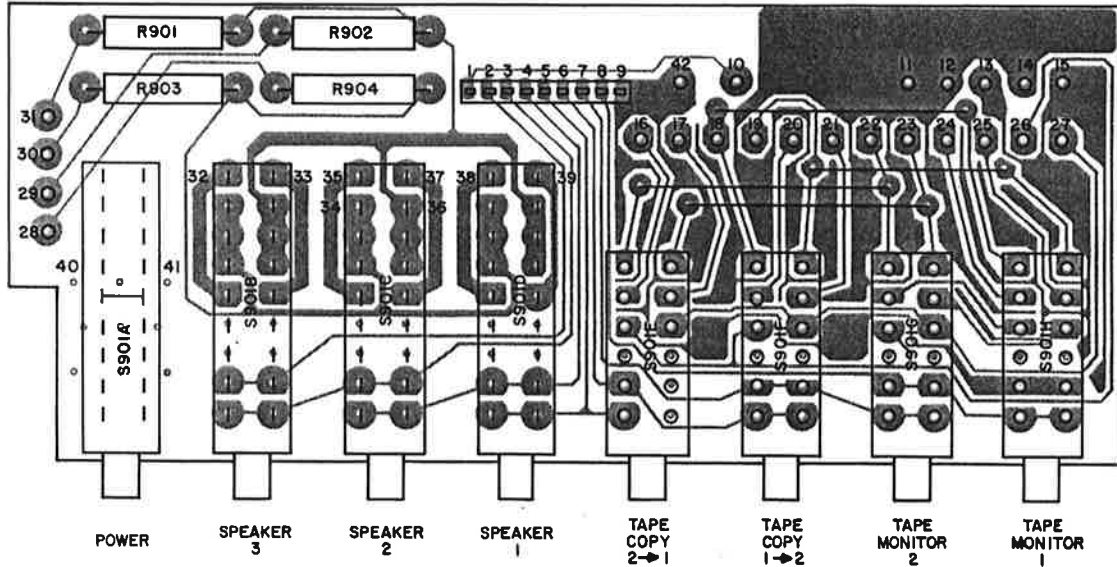 R901 R902
R903 R904
1 2 3 4 5 6 7 8 9
42 10 11 12 13 14 15
31 16 17 18 19 20 21 22 23 24 25 26 27
30
29
28
32 33 35 37 38 39
34 36
40 41
S901A S901B S901C S901D S901E S901F S901G S901H
POWER
SPEAKER
3
SPEAKER
2
SPEAKER
1
TAPE
COPY
2→1
TAPE
COPY
1→2
TAPE
MONITOR
2
TAPE
MONITOR
1